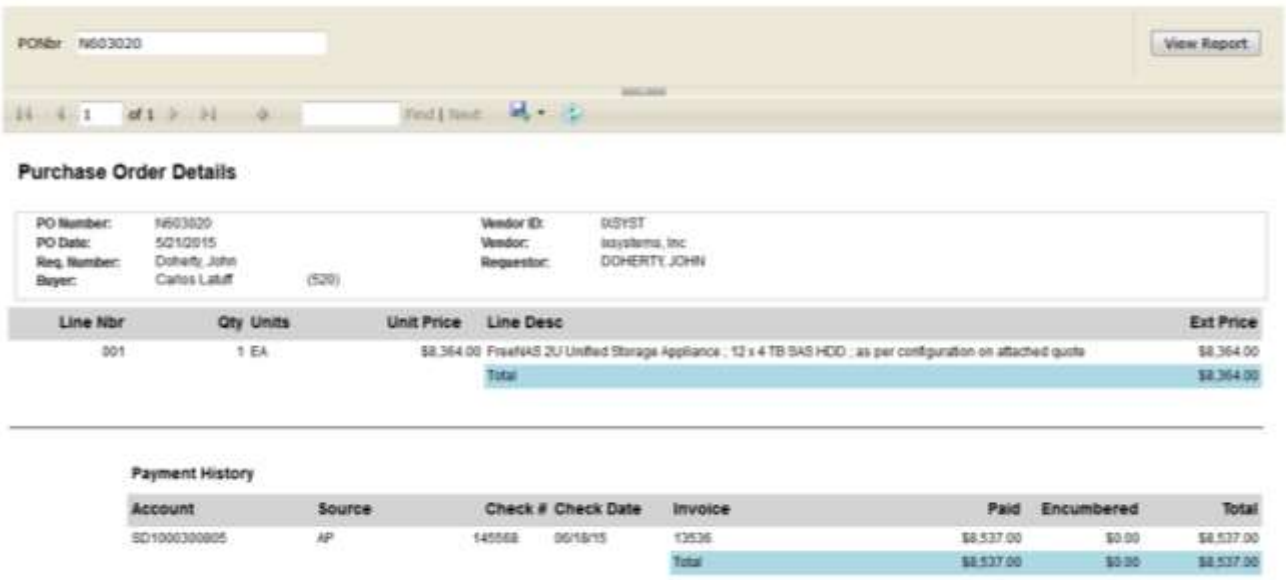 PONbr N603020 View Report
1 of 1 Find | Next
Purchase Order Details
PO Number: N603020 Vendor ID: IXSYST
PO Date: 5/21/2015 Vendor: ixsystems, Inc
Req. Number: Doherty, John Requestor: DOHERTY, JOHN
Buyer: Carlos Latuff (520)
Line Nbr Qty Units Unit Price Line Desc Ext Price
001 1 EA $8,364.00 FreeNAS 2U Unified Storage Appliance ; 12 x 4 TB SAS HDD ; as per configuration on attached quote $8,364.00
Total $8,364.00
Payment History
Account Source Check # Check Date Invoice Paid Encumbered Total
SD1000300805 AP 145568 06/18/15 13536 $8,537.00 $0.00 $8,537.00
Total $8,537.00 $0.00 $8,537.00